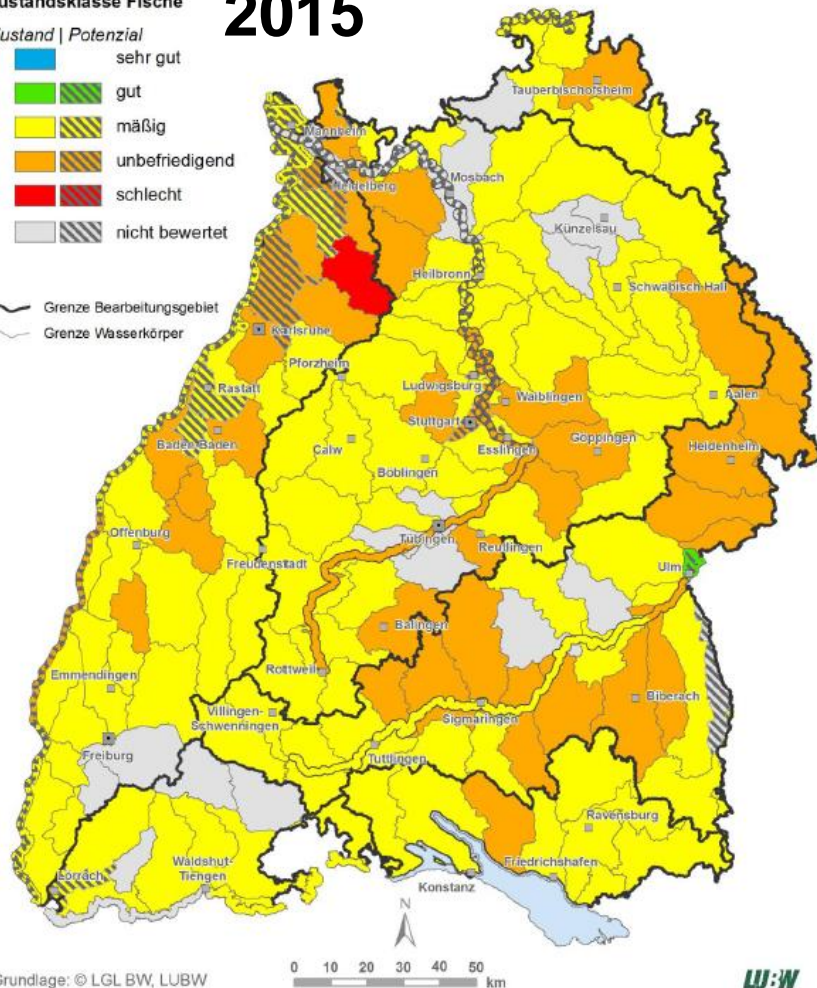 ustandsklasse Fische
2015
ustand | Potenzial
sehr gut
gut
mäßig
unbefriedigend
schlecht
nicht bewertet
Grenze Bearbeitungsgebiet
Grenze Wasserkörper
Tauberbischofsheim
Mannheim
Heidelberg
Mosbach
Künzelsau
Heilbronn
Schwäbisch Hall
Karlsruhe
Pforzheim
Ludwigsburg
Rastatt
Waiblingen
Aalen
Stuttgart
Baden-Baden
Calw
Esslingen
Göppingen
Heidenheim
Böblingen
Offenburg
Tübingen
Reutlingen
Freudenstadt
Ulm
Balingen
Emmendingen
Rottweil
Biberach
Villingen-
Schwenningen
Sigmaringen
Freiburg
Tuttlingen
Ravensburg
Lörrach
Waldshut-
Tiengen
Friedrichshafen
Konstanz
N
0 10 20 30 40 50
km
Grundlage: © LGL BW, LUBW
LUBW